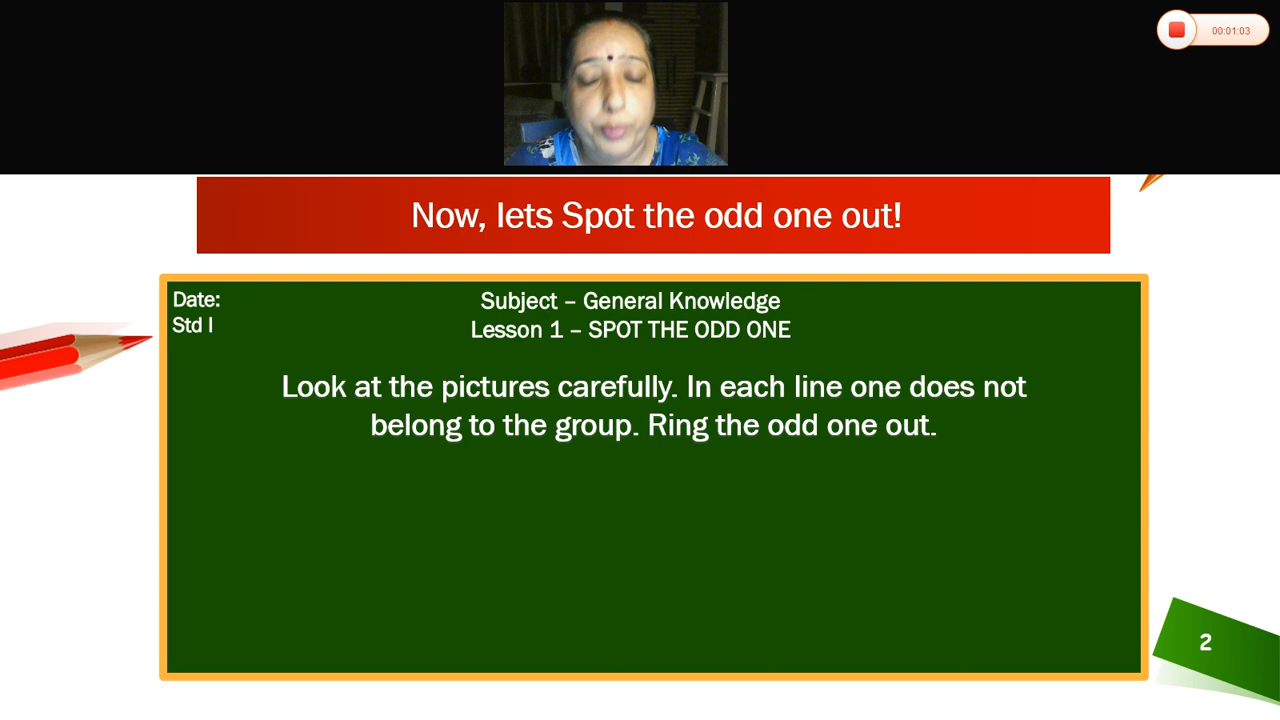 00:01:03
Now, lets Spot the odd one out!
Date:
Std I
Subject – General Knowledge
Lesson 1 – SPOT THE ODD ONE
Look at the pictures carefully. In each line one does not
belong to the group. Ring the odd one out.
2